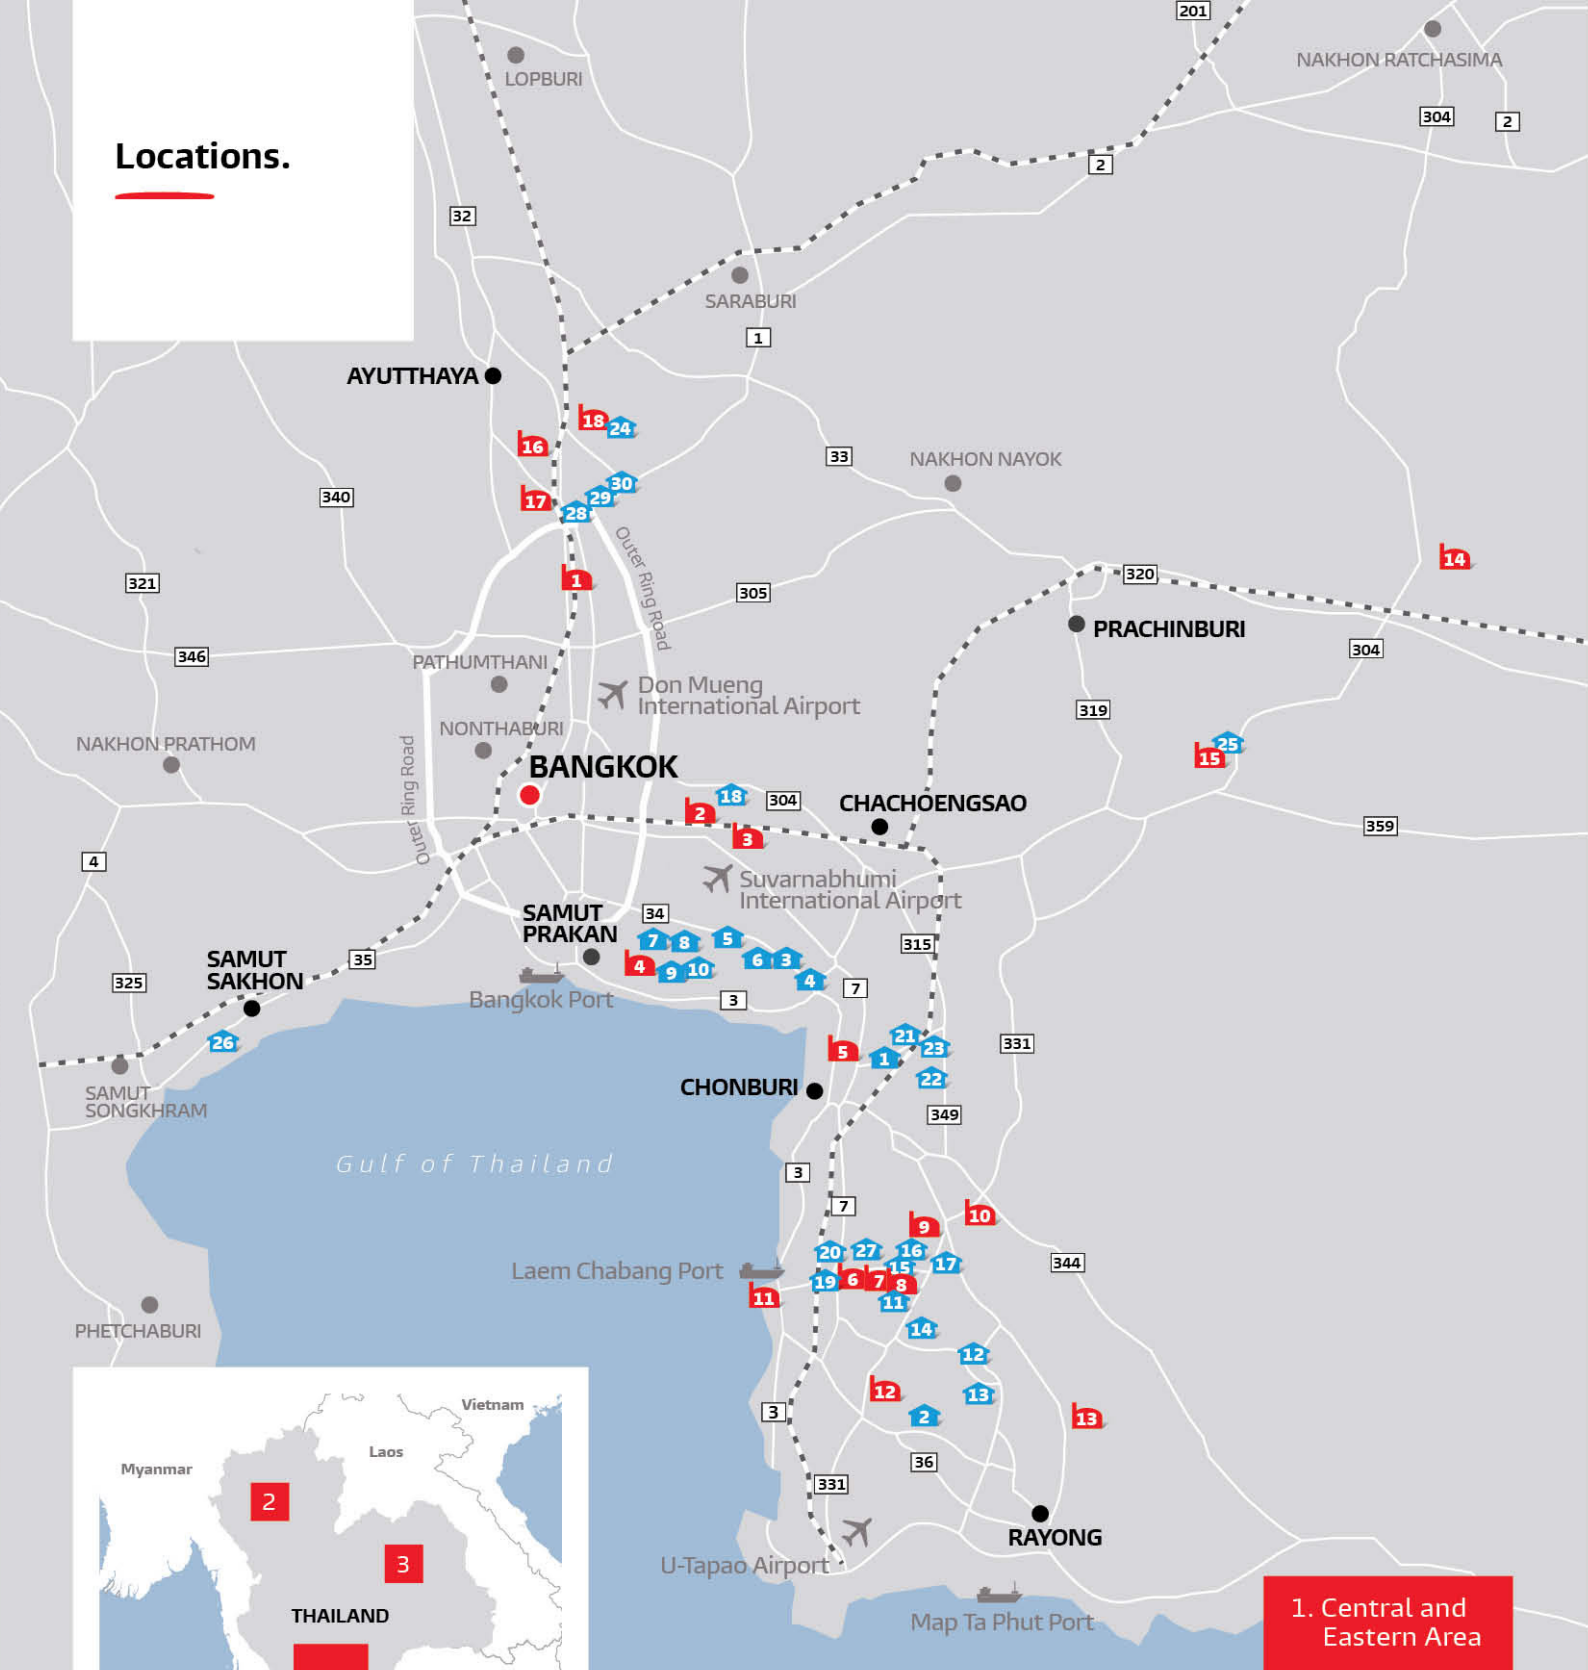 201
NAKHON RATCHASIMA
LOPBURI
304
2
Locations.
2
32
SARABURI
1
AYUTTHAYA
18
24
16
33
NAKHON NAYOK
30
340
17
29
28
Outer Ring Road
14
320
1
321
305
PRACHINBURI
304
346
PATHUMTHANI
Don Mueng
International Airport
319
NONTHABURI
NAKHON PRATHOM
25
15
BANGKOK
Outer Ring Road
18
304
CHACHOENGSAO
2
359
3
4
Suvarnabhumi
International Airport
SAMUT
PRAKAN
34
7
8
5
315
SAMUT
SAKHON
35
4
9
10
6
3
4
325
Bangkok Port
3
7
21
26
5
1
23
331
22
SAMUT
SONGKHRAM
CHONBURI
349
Gulf of Thailand
3
7
10
9
20
27
16
17
344
Laem Chabang Port
15
19
6
7
8
11
11
PHETCHABURI
14
12
12
13
Vietnam
3
2
13
Laos
Myanmar
36
331
2
RAYONG
U-Tapao Airport
3
THAILAND
Map Ta Phut Port
1. Central and
Eastern Area